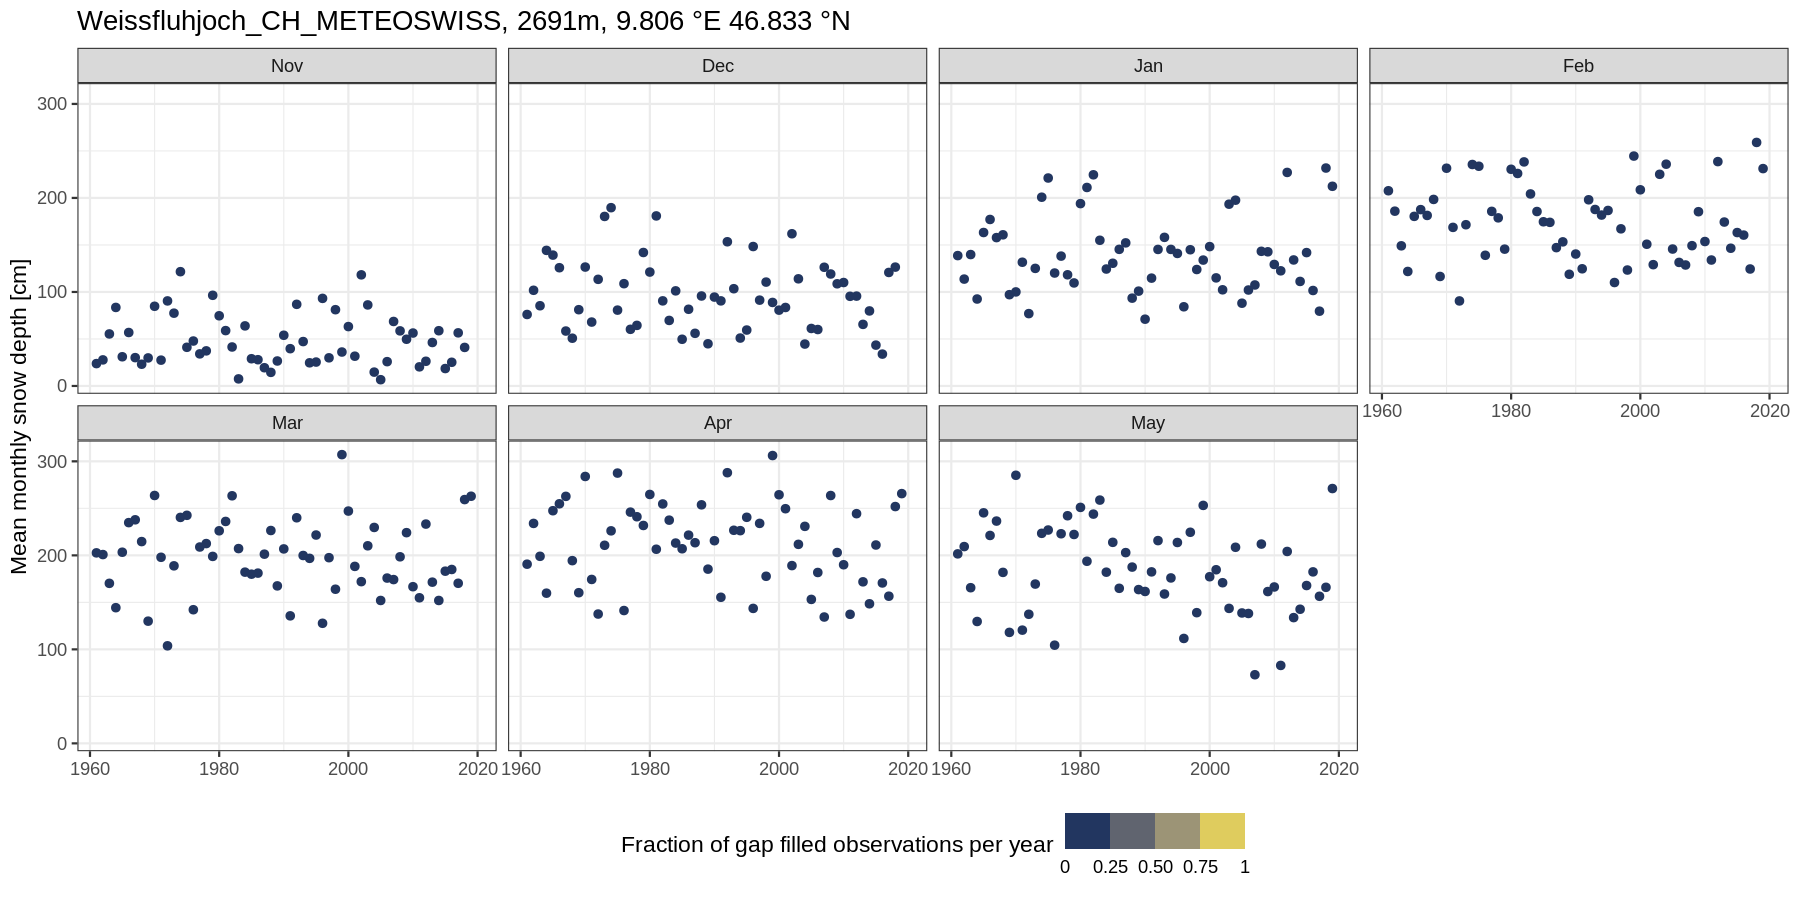 Weissfluhjoch_CH_METEOSWISS, 2691m, 9.806 °E 46.833 °N
Nov Dec Jan Feb
300
200
100
0
1960 1980 2000 2020
Mean monthly snow depth [cm]
Mar Apr May
300
200
100
0
1960 1980 2000 2020 1960 1980 2000 2020 1960 1980 2000 2020
Fraction of gap filled observations per year
0 0.25 0.50 0.75 1